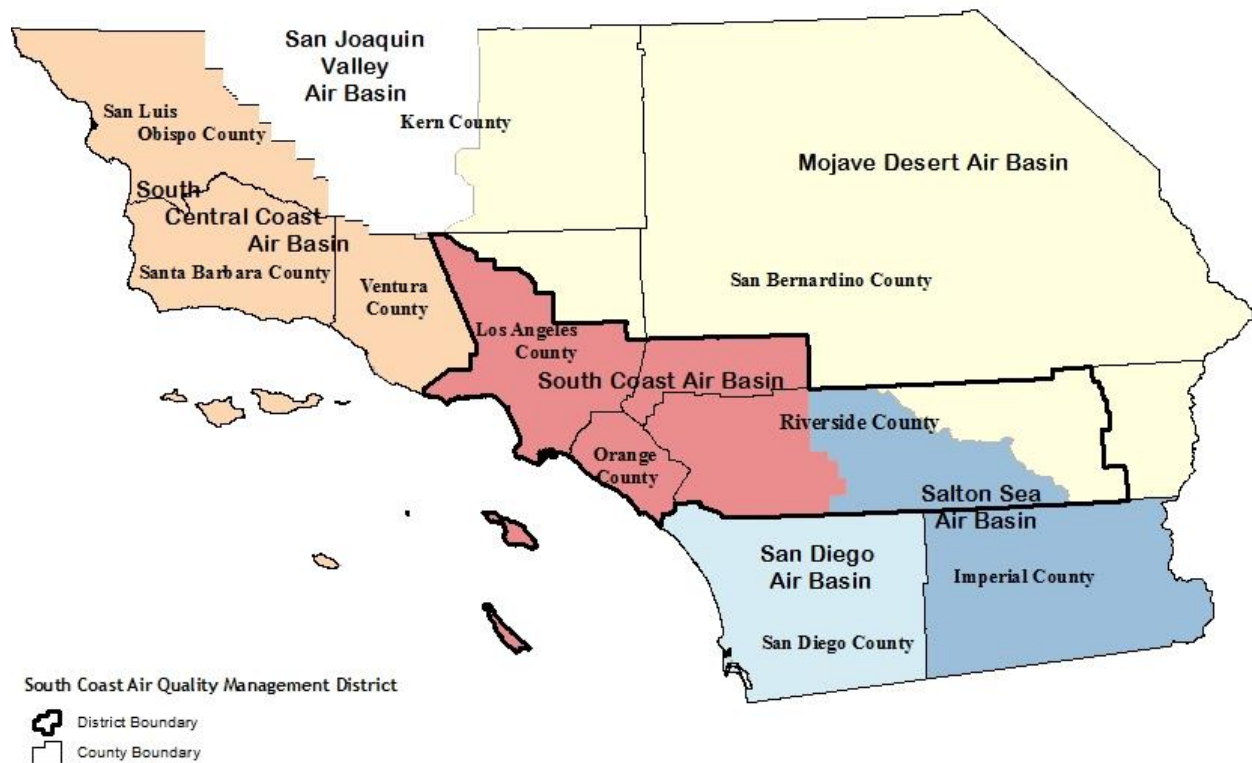 San Joaquin
Valley
Air Basin
Kern County
San Luis
Obispo County
Mojave Desert Air Basin
South
Central Coast
Air Basin
Santa Barbara County
Ventura
County
San Bernardino County
Los Angeles
County
South Coast Air Basin
Riverside County
Orange
County
Salton Sea
Air Basin
San Diego
Air Basin
Imperial County
San Diego County
South Coast Air Quality Management District
District Boundary
County Boundary